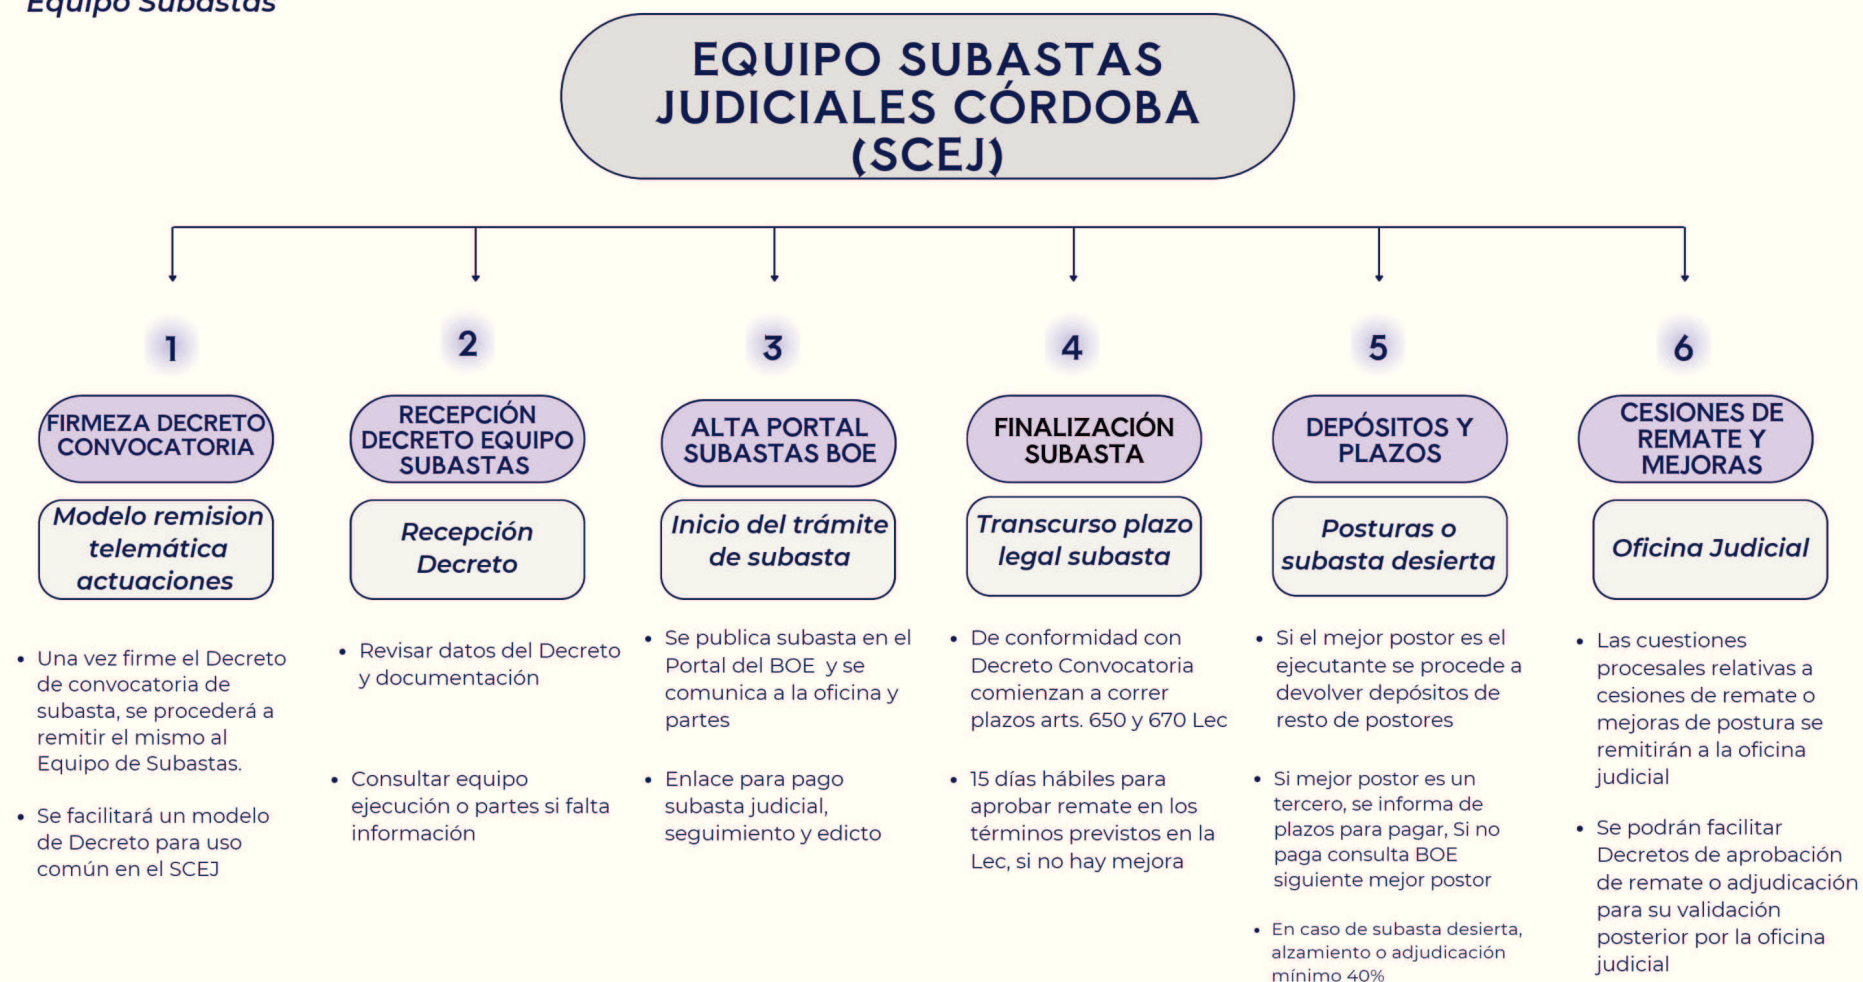 Equipo Subastas
EQUIPO SUBASTAS
JUDICIALES CÓRDOBA
(SCEJ)
1
FIRMEZA DECRETO
CONVOCATORIA
Modelo remision
telemática
actuaciones
• Una vez firme el Decreto
de convocatoria de
subasta, se procederá a
remitir el mismo al
Equipo de Subastas.
• Se facilitará un modelo
de Decreto para uso
común en el SCEJ
2
RECEPCIÓN
DECRETO EQUIPO
SUBASTAS
Recepción
Decreto
• Revisar datos del Decreto
y documentación
• Consultar equipo
ejecución o partes si falta
información
3
ALTA PORTAL
SUBASTAS BOE
Inicio del trámite
de subasta
• Se publica subasta en el
Portal del BOE y se
comunica a la oficina y
partes
• Enlace para pago
subasta judicial,
seguimiento y edicto
4
FINALIZACIÓN
SUBASTA
Transcurso plazo
legal subasta
• De conformidad con
Decreto Convocatoria
comienzan a correr
plazos arts. 650 y 670 Lec
• 15 días hábiles para
aprobar remate en los
términos previstos en la
Lec, si no hay mejora
5
DEPÓSITOS Y
PLAZOS
Posturas o
subasta desierta
• Si el mejor postor es el
ejecutante se procede a
devolver depósitos de
resto de postores
• Si mejor postor es un
tercero, se informa de
plazos para pagar, Si no
paga consulta BOE
siguiente mejor postor
• En caso de subasta desierta,
alzamiento o adjudicación
mínimo 40%
6
CESIONES DE
REMATE Y
MEJORAS
Oficina Judicial
• Las cuestiones
procesales relativas a
cesiones de remate o
mejoras de postura se
remitirán a la oficina
judicial
• Se podrán facilitar
Decretos de aprobación
de remate o adjudicación
para su validación
posterior por la oficina
judicial